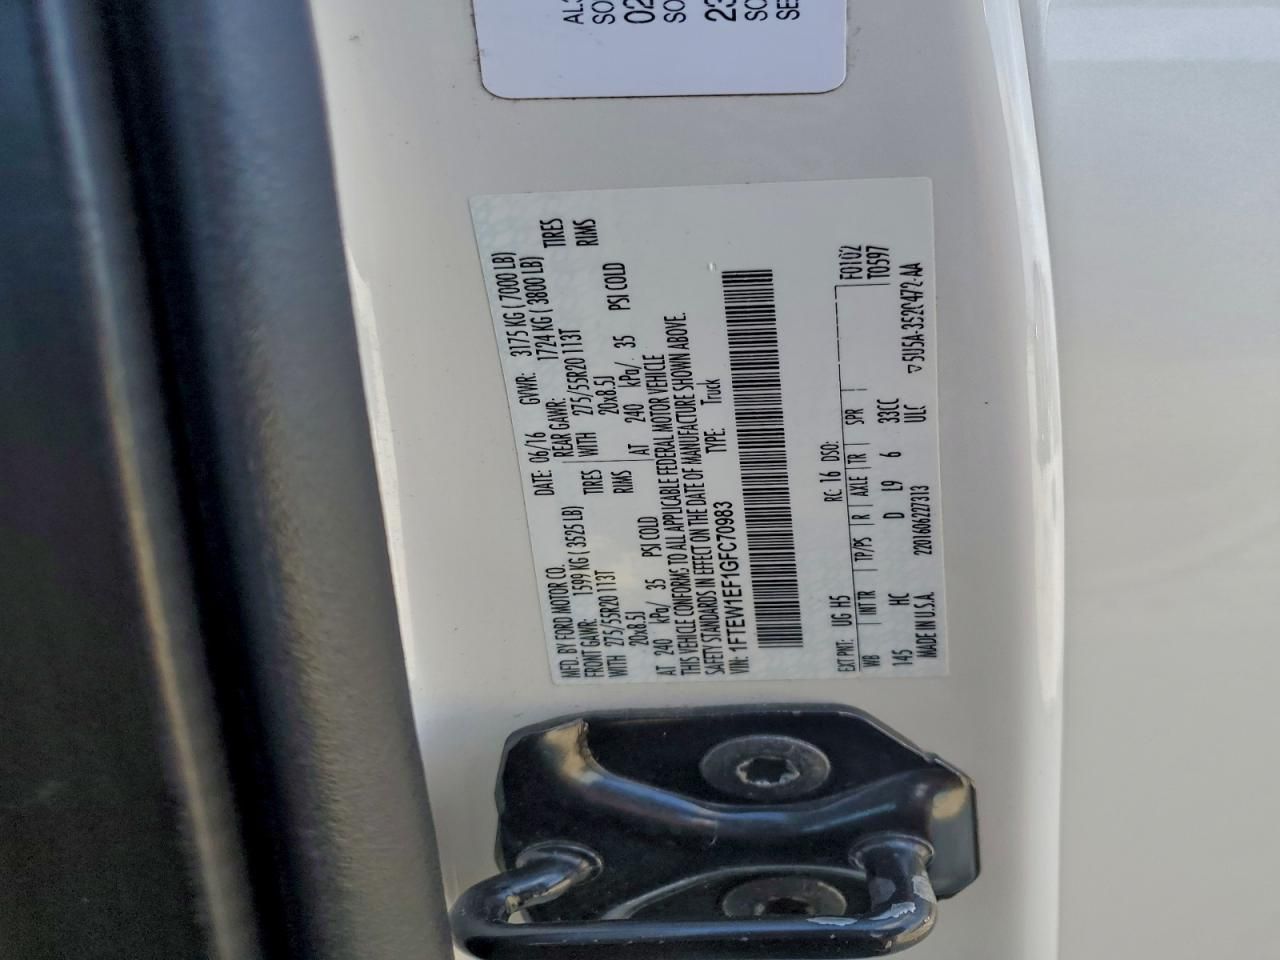 MFD. BY FORD MOTOR CO. DATE: 06/16 GVWR: 3175 KG ( 7000 LB)
FRONT GAWR: 1599 KG ( 3525 LB) REAR GAWR: 1724 KG ( 3800 LB)
WITH 275/55R20 113T TIRES WITH 275/55R20 113T TIRES
20x8.5J RIMS 20x8.5J RIMS
AT 240 kPa/ 35 PSI COLD AT 240 kPa/ 35 PSI COLD
THIS VEHICLE CONFORMS TO ALL APPLICABLE FEDERAL MOTOR VEHICLE
SAFETY STANDARDS IN EFFECT ON THE DATE OF MANUFACTURE SHOWN ABOVE.
VIN: 1FTEW1EF1GFC70983 TYPE: Truck
EXT PNT: UG H5 RC: 16 DSO: F0102
WB INT TR TP/PS R AXLE TR SPR T0597
145 HC D L9 6 33CC
MADE IN U.S.A. 220160627313 ULC ▽5U5A-3520472-AA
02
23